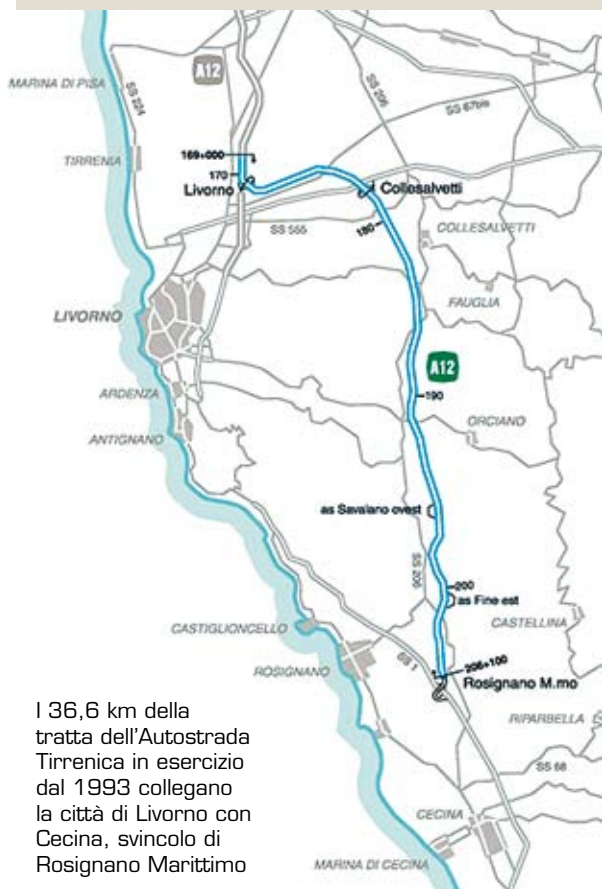 A12
MARINA DI PISA
SS 224
SS 206
SS 67bis
169+000
TIRRENIA
170
Livorno
Collesalvetti
SS 555
180
COLLESALVETTI
FAUGLIA
LIVORNO
A12
190
ARDENZA
ORCIANO
ANTIGNANO
as Savalano ovest
SS 206
200
as Fine est
CASTIGLIONCELLO
CASTELLINA
ROSIGNANO
SS 1
206+100
Rosignano M.mo
RIPARBELLA
SS 68
CECINA
MARINA DI CECINA
I 36,6 km della
tratta dell'Autostrada
Tirrenica in esercizio
dal 1993 collegano
la città di Livorno con
Cecina, svincolo di
Rosignano Marittimo